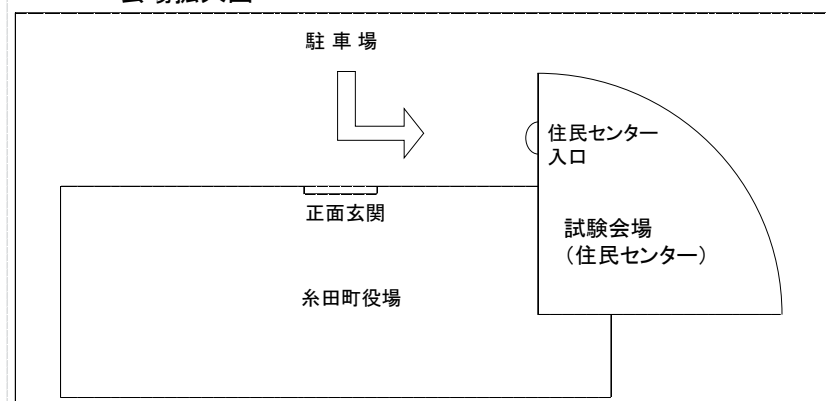 駐 車 場
住民センター
入口
正面玄関
試験会場
（住民センター）
糸田町役場